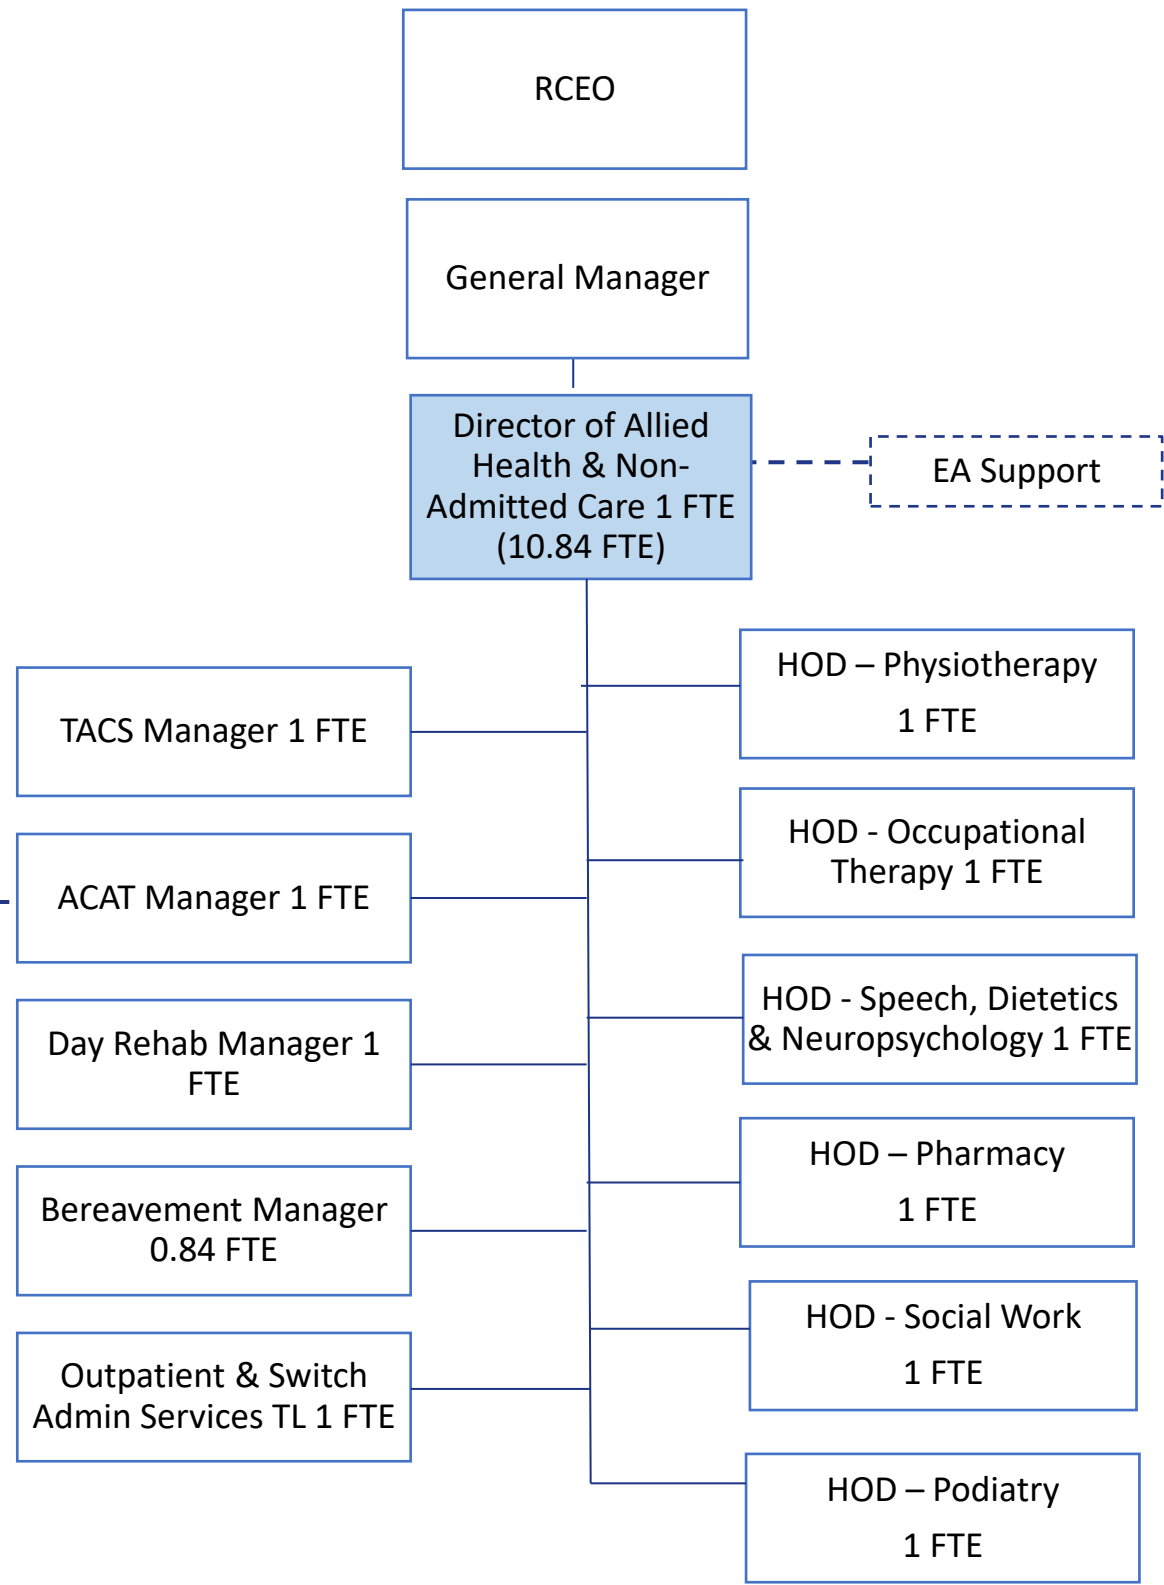 RCEO
General Manager
Director of Allied
Health & Non-
Admitted Care 1 FTE
(10.84 FTE)
EA Support
TACS Manager 1 FTE
ACAT Manager 1 FTE
Day Rehab Manager 1
FTE
Bereavement Manager
0.84 FTE
Outpatient & Switch
Admin Services TL 1 FTE
HOD – Physiotherapy
1 FTE
HOD - Occupational
Therapy 1 FTE
HOD - Speech, Dietetics
& Neuropsychology 1 FTE
HOD – Pharmacy
1 FTE
HOD - Social Work
1 FTE
HOD – Podiatry
1 FTE